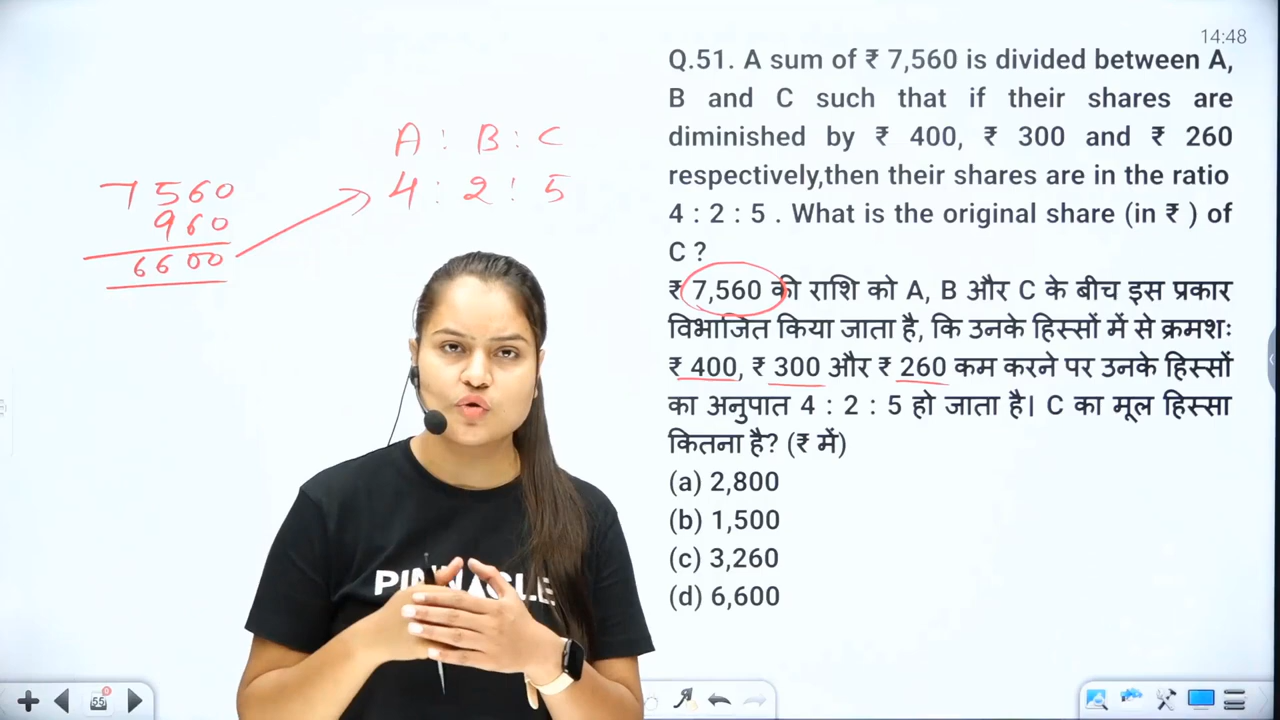 14:48
Q.51. A sum of ₹ 7,560 is divided between A,
B and C such that if their shares are
diminished by ₹ 400, ₹ 300 and ₹ 260
respectively,then their shares are in the ratio
4 : 2 : 5 . What is the original share (in ₹ ) of
C ?
₹ 7,560 की राशि को A, B और C के बीच इस प्रकार
विभाजित किया जाता है, कि उनके हिस्सों में से क्रमशः
₹ 400, ₹ 300 और ₹ 260 कम करने पर उनके हिस्सों
का अनुपात 4 : 2 : 5 हो जाता है। C का मूल हिस्सा
कितना है? (₹ में)
(a) 2,800
(b) 1,500
(c) 3,260
(d) 6,600
A : B : C
4 : 2 : 5
7560
960
6600
PINNACLE
55